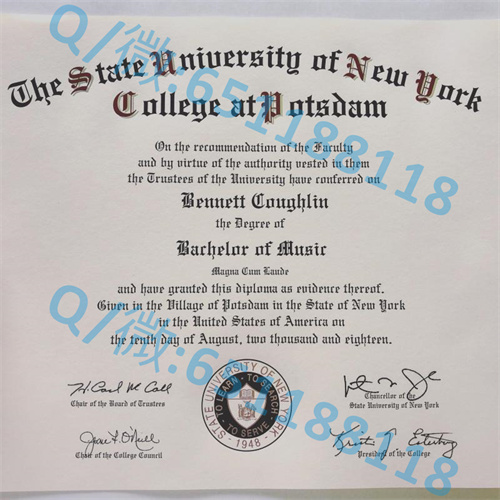 The State University of New York
College at Potsdam
On the recommendation of the Faculty
and by virtue of the authority vested in them
the Trustees of the University have conferred on
Bennett Coughlin
the Degree of
Bachelor of Music
Magna Cum Laude
and have granted this diploma as evidence thereof.
Given in the Village of Potsdam in the State of New York
in the United States of America on
the tenth day of August, two thousand and eighteen.
H. Carl McCall
Chair of the Board of Trustees
Chancellor of the
State University of New York
STATE UNIVERSITY OF NEW YORK
TO LEARN - TO SEARCH
TO SERVE
1948
Chair of the College Council
Kristin G. Esterberg
President of the College
Q/微:651188118
Q/微:651188118